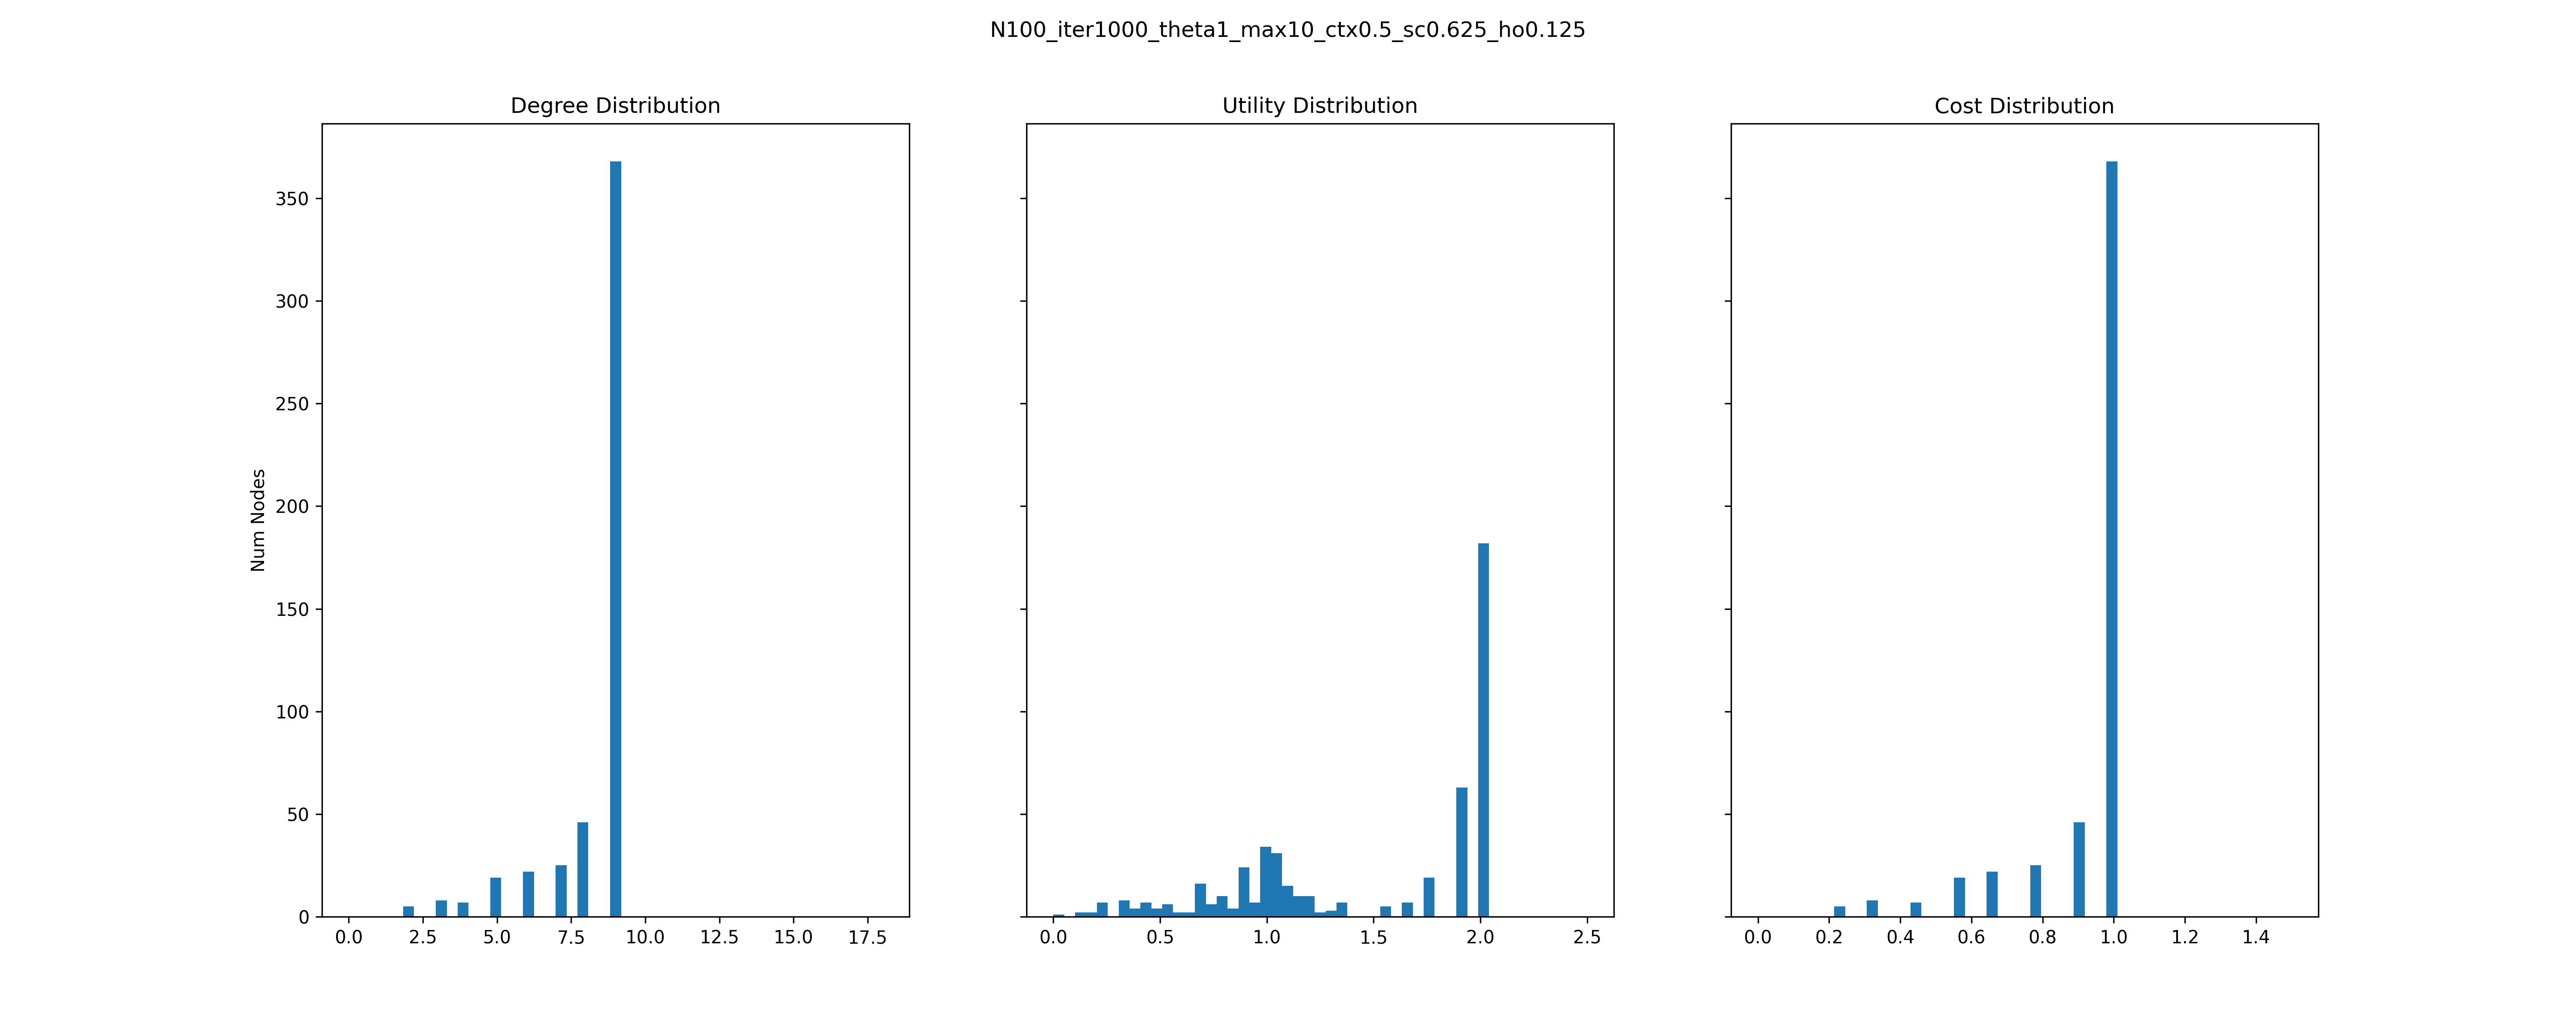 N100_iter1000_theta1_max10_ctx0.5_sc0.625_ho0.125
Degree Distribution
Utility Distribution
Cost Distribution
Num Nodes
350
300
250
200
150
100
50
0
0.0 2.5 5.0 7.5 10.0 12.5 15.0 17.5
0.0 0.5 1.0 1.5 2.0 2.5
0.0 0.2 0.4 0.6 0.8 1.0 1.2 1.4